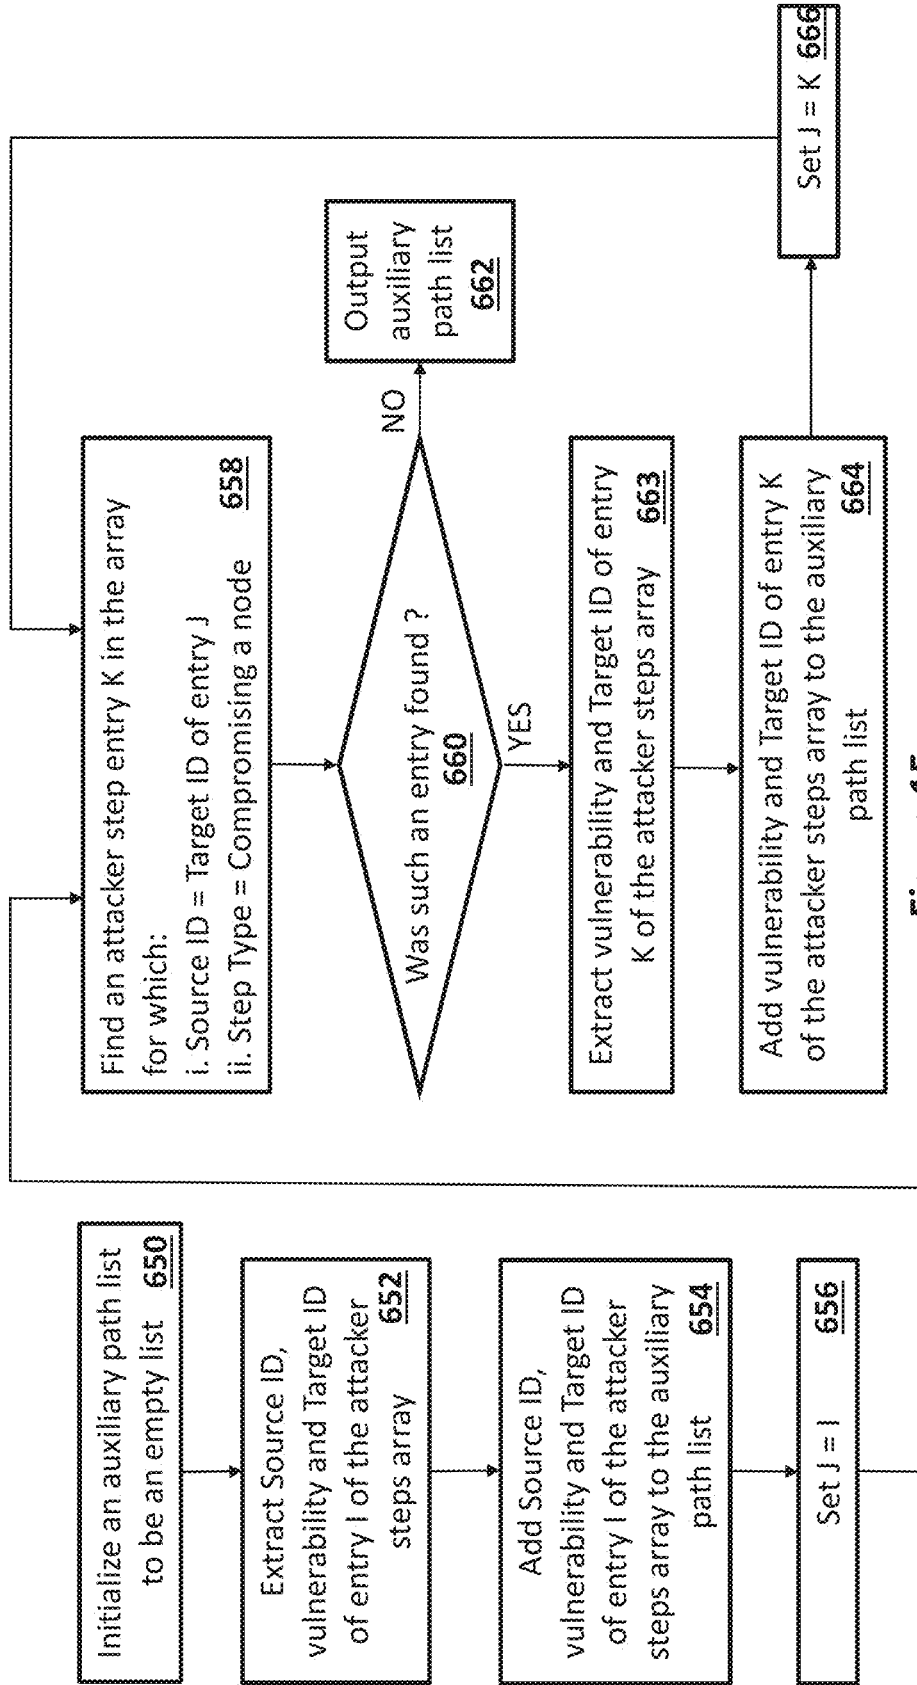 Initialize an auxiliary path list
to be an empty list 650
Extract Source ID,
vulnerability and Target ID
of entry I of the attacker
steps array 652
Add Source ID,
vulnerability and Target ID
of entry I of the attacker
steps array to the auxiliary
path list 654
Set J = I 656
Find an attacker step entry K in the array
for which:
i. Source ID = Target ID of entry J
ii. Step Type = Compromising a node 658
Was such an entry found ?
660
NO
Output
auxiliary
path list
662
YES
Extract vulnerability and Target ID of entry
K of the attacker steps array 663
Add vulnerability and Target ID of entry K
of the attacker steps array to the auxiliary
path list 664
Set J = K 666